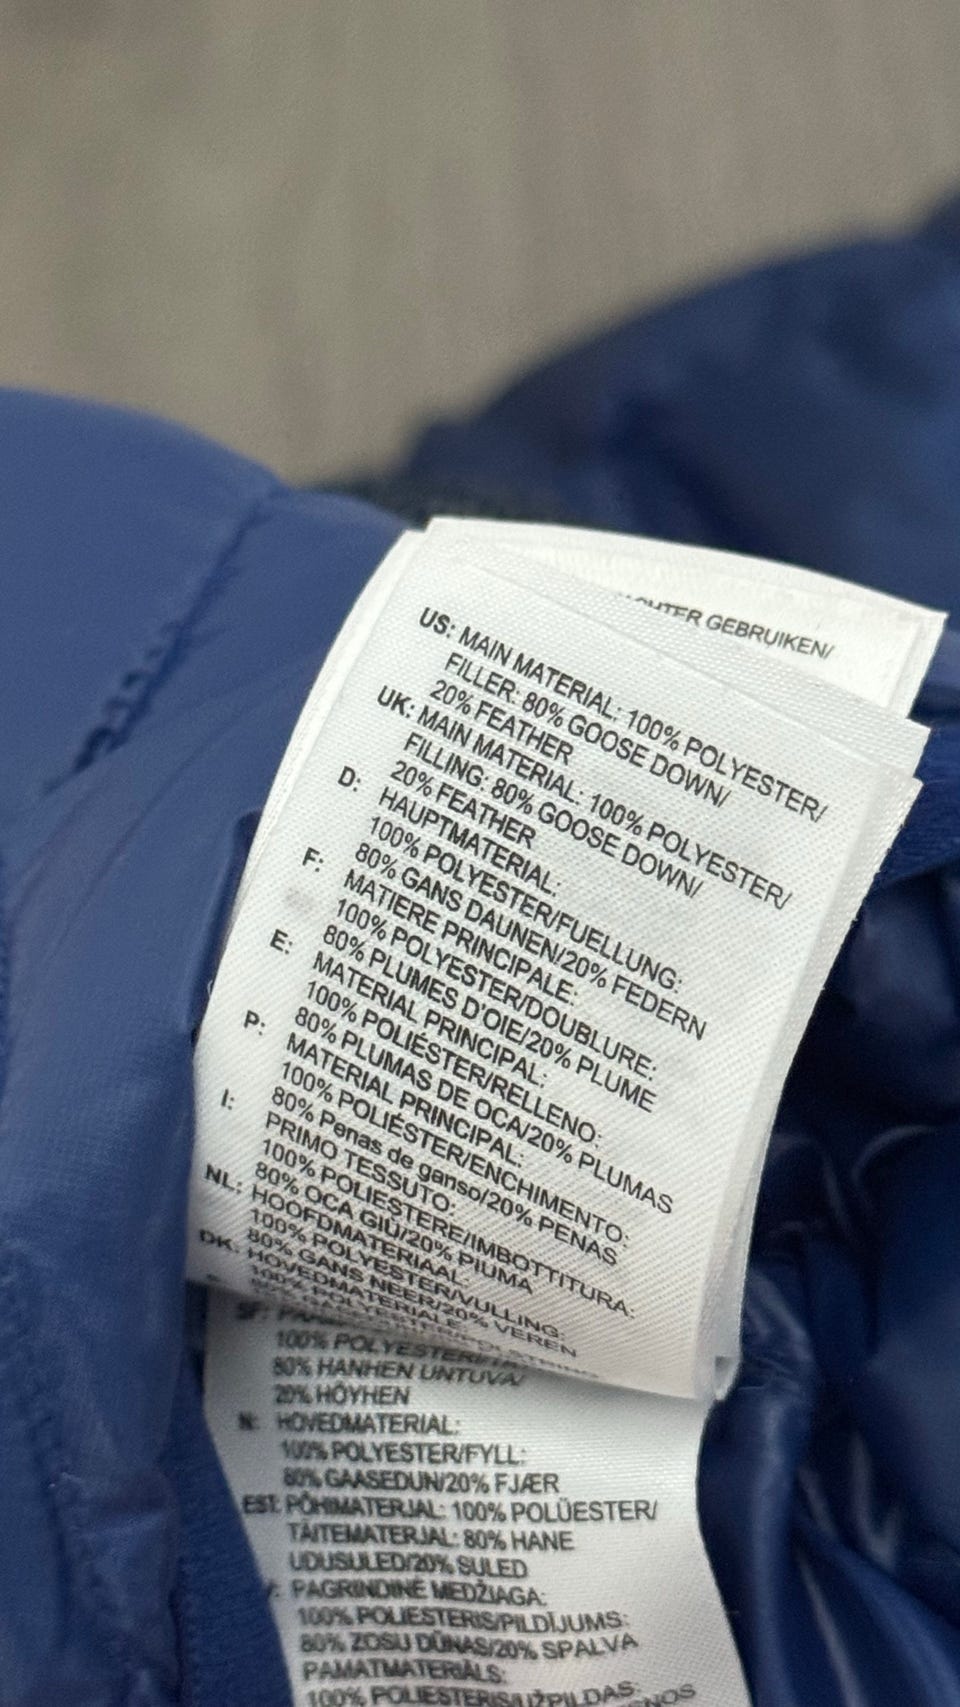 GEBRUIKEN/
US: MAIN MATERIAL: 100% POLYESTER/
FILLER: 80% GOOSE DOWN/
20% FEATHER
UK: MAIN MATERIAL: 100% POLYESTER/
FILLING: 80% GOOSE DOWN/
20% FEATHER
D: HAUPTMATERIAL:
100% POLYESTER/FUELLUNG:
80% GANS DAUNEN/20% FEDERN
F: MATIERE PRINCIPALE:
100% POLYESTER/DOUBLURE:
80% PLUMES D'OIE/20% PLUME
E: MATERIAL PRINCIPAL:
100% POLIÉSTER/RELLENO:
80% PLUMAS DE OCA/20% PLUMAS
P: MATERIAL PRINCIPAL:
100% POLIÉSTER/ENCHIMENTO:
80% Penas de ganso/20% PENAS
I: PRIMO TESSUTO:
100% POLIESTERE/IMBOTTITURA:
80% OCA GIÙ/20% PIUMA
NL: HOOFDMATERIAAL:
100% POLYESTER/VULLING:
80% GANS NEER/20% VEREN
DK: HOVEDMATERIALE:
100% POLYESTER/
100% POLYESTER/
80% HANHEN UNTUVA/
20% HÖYHEN
N: HOVEDMATERIAL:
100% POLYESTER/FYLL:
80% GAASEDUN/20% FJÆR
EST: PÕHIMATERJAL: 100% POLÜESTER/
TÄITEMATERJAL: 80% HANE
UDUSULED/20% SULED
PAGRINDINĖ MEDŽIAGA:
100% POLIESTERIS/PILDĪJUMS:
80% ZOSU DŪNAS/20% SPALVA
PAMATMATERIĀLS:
100% POLIESTERIS/UŽPILDAS: